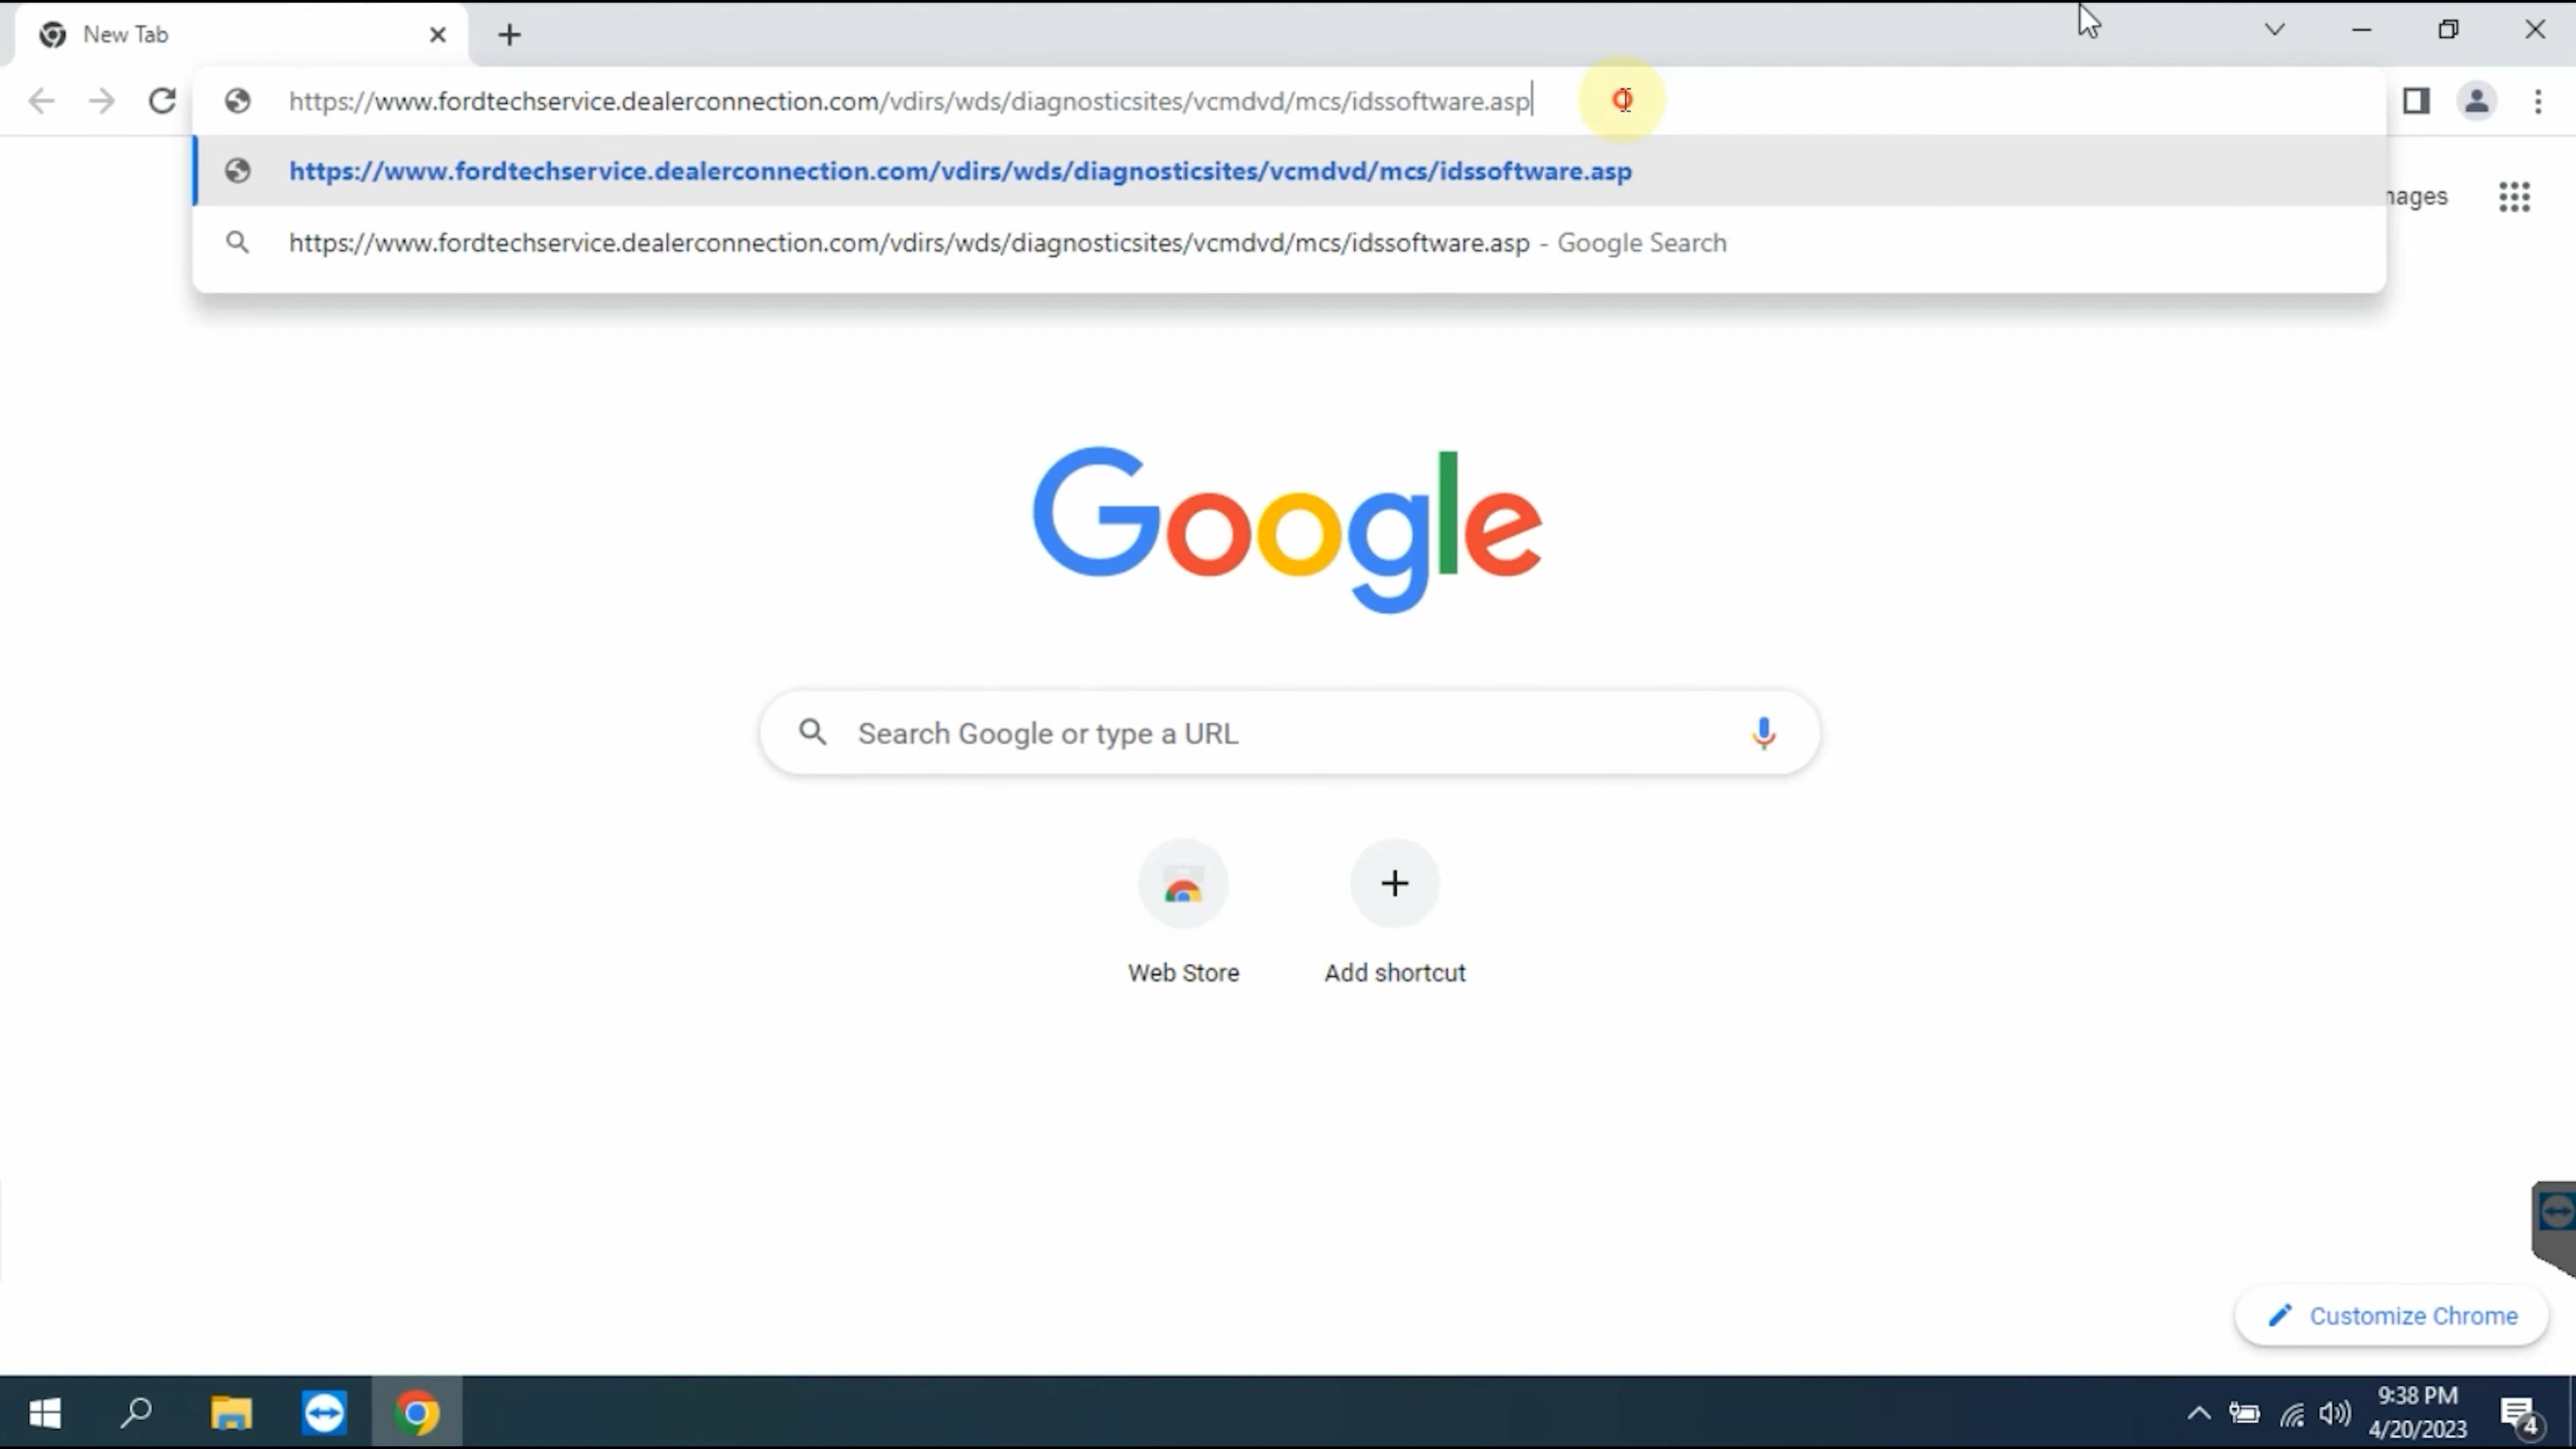 New Tab
https://www.fordtechservice.dealerconnection.com/vdirs/wds/diagnosticsites/vcmdvd/mcs/idssoftware.asp
https://www.fordtechservice.dealerconnection.com/vdirs/wds/diagnosticsites/vcmdvd/mcs/idssoftware.asp
https://www.fordtechservice.dealerconnection.com/vdirs/wds/diagnosticsites/vcmdvd/mcs/idssoftware.asp - Google Search
Google
Search Google or type a URL
Web Store
Add shortcut
Customize Chrome
9:38 PM
4/20/2023
4